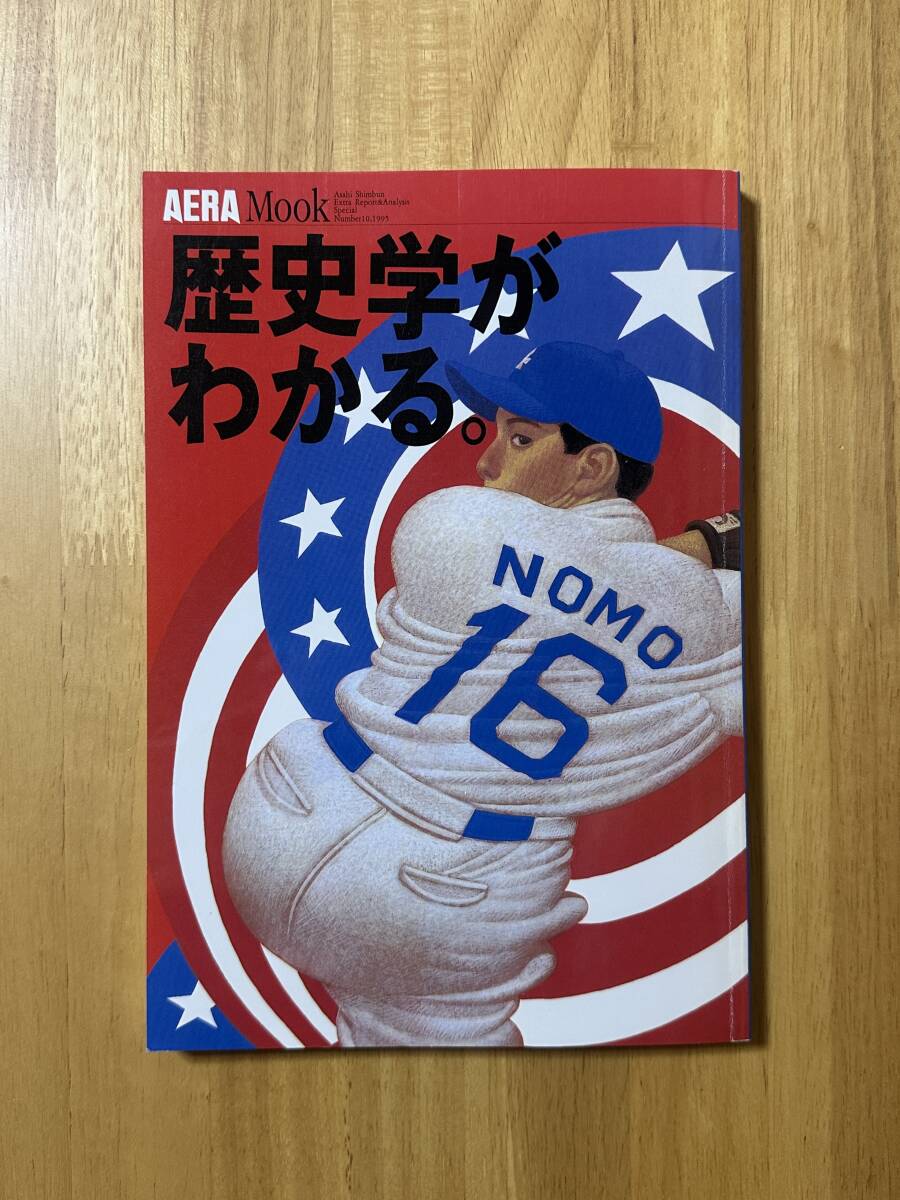 AERA Mook
Asahi Shimbun
Extra Report&Analysis
Special
Number10,1995
歴史学が
わかる。
NOMO
16